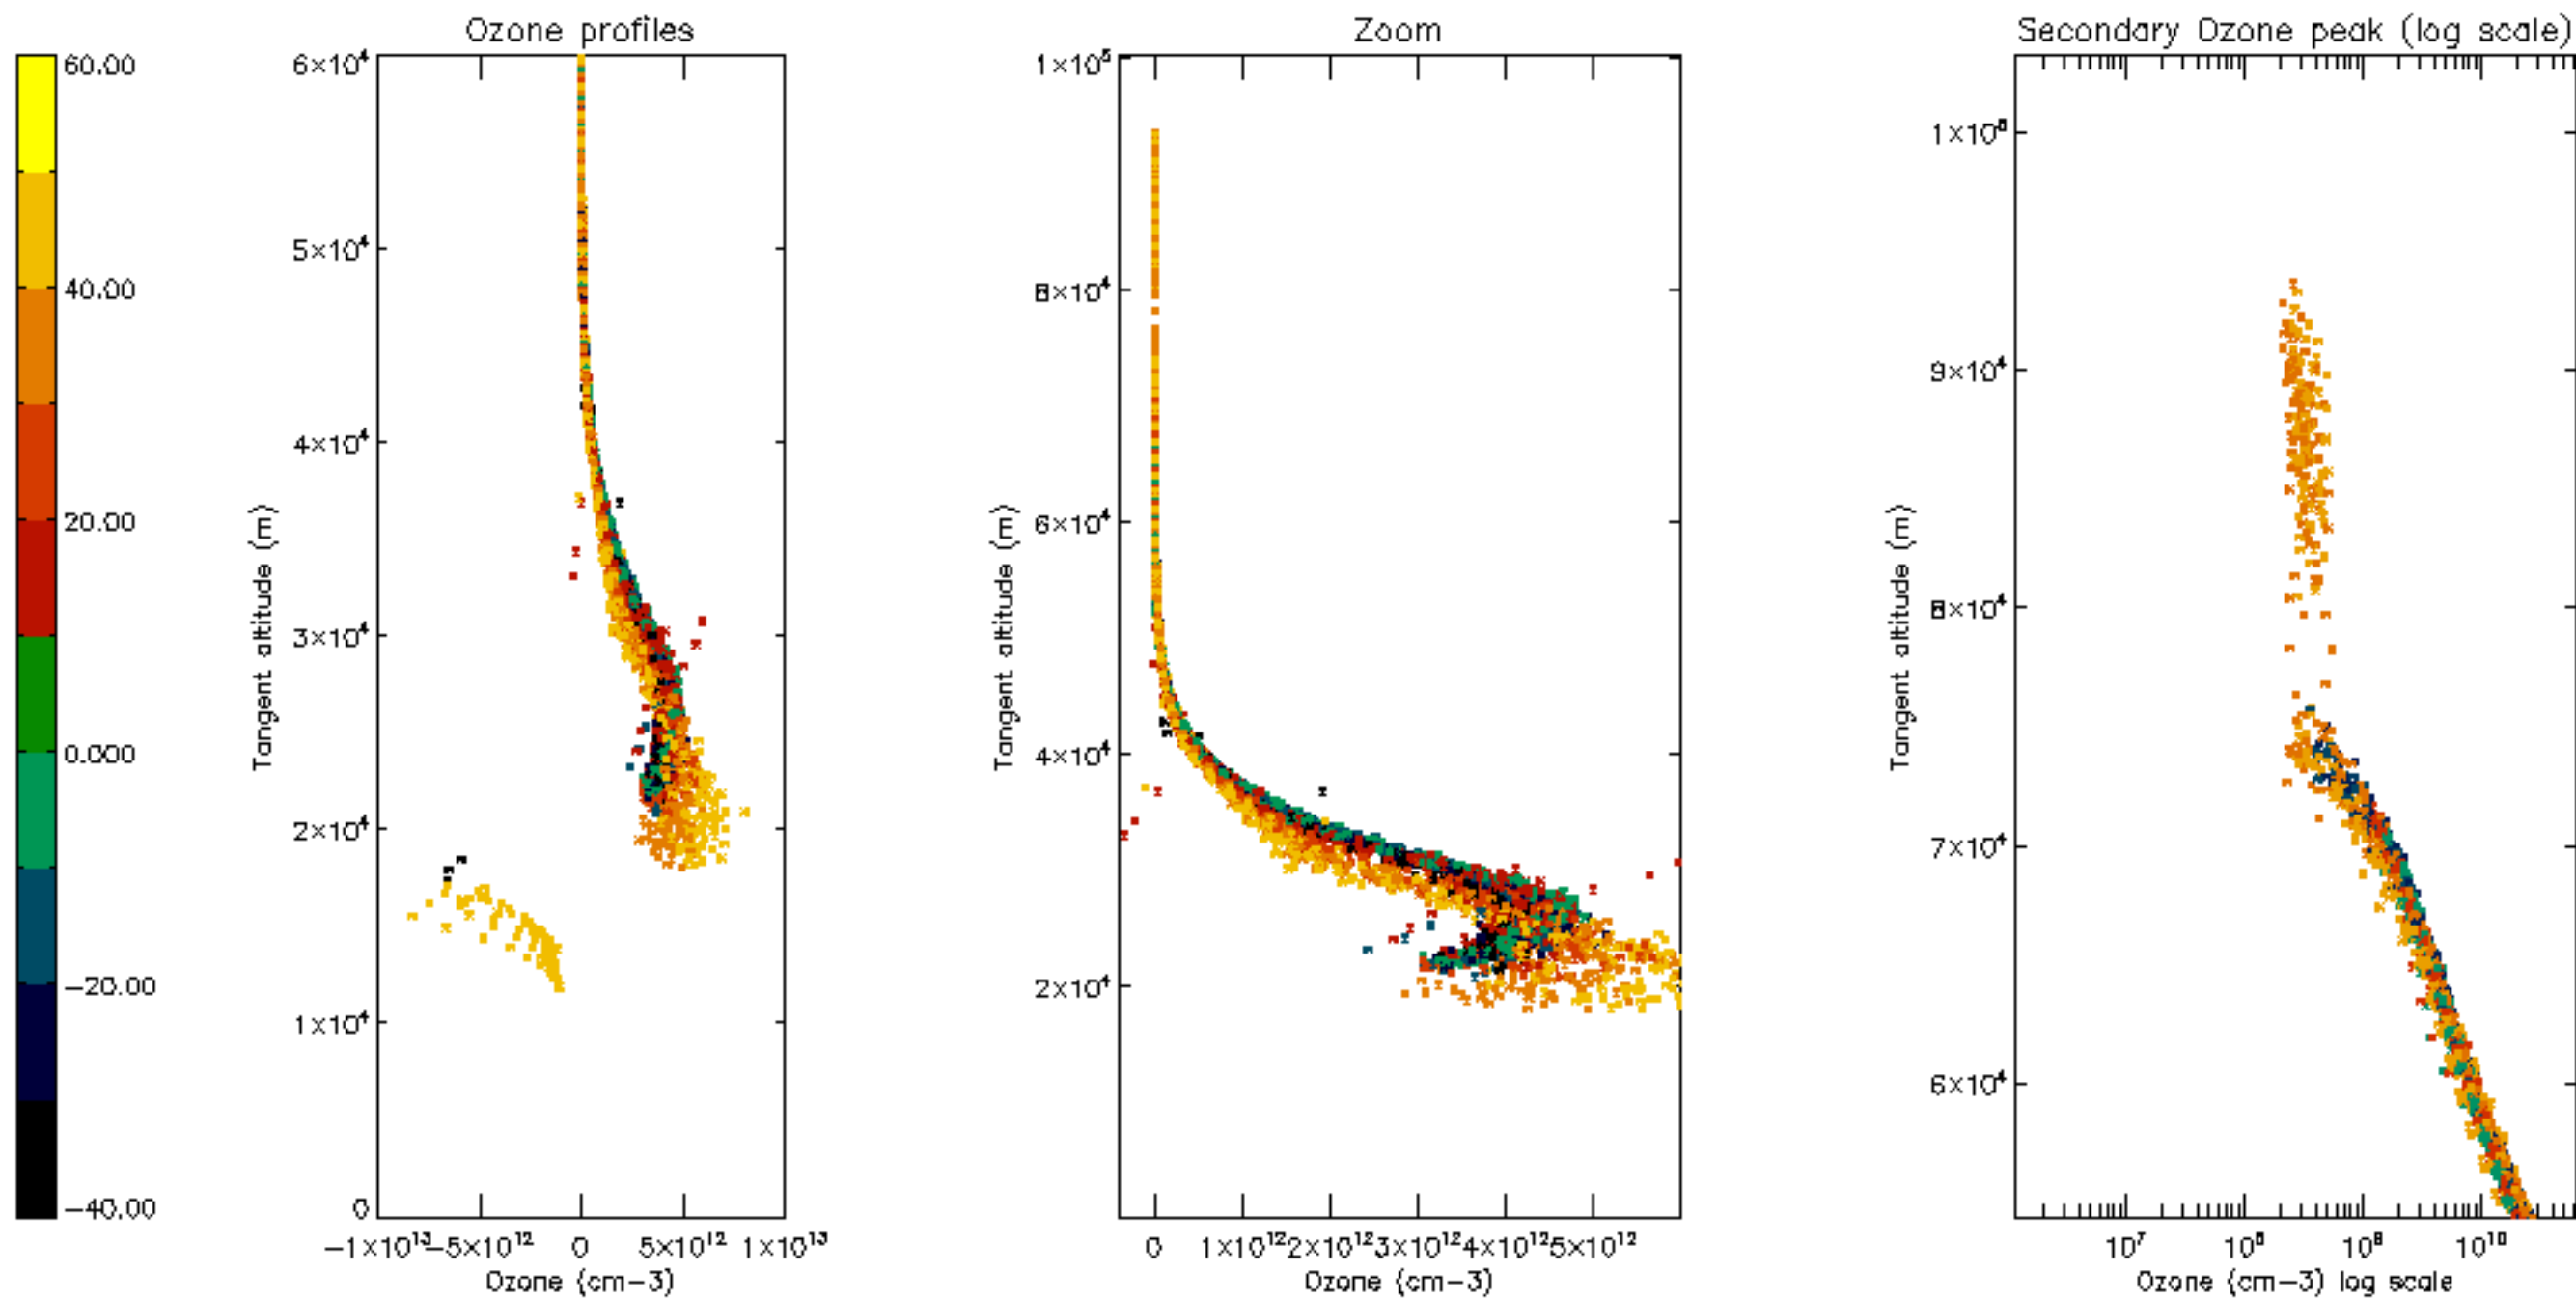 Ozone profiles
Zoom
Secondary Ozone peak (log scale)
60.00
40.00
20.00
0.000
−20.00
−40.00
6×10⁴
5×10⁴
4×10⁴
3×10⁴
2×10⁴
1×10⁴
0
Tangent altitude (m)
−1×10¹³ −5×10¹² 0 5×10¹² 1×10¹³
Ozone (cm−3)
1×10⁵
8×10⁴
6×10⁴
4×10⁴
2×10⁴
Tangent altitude (m)
0 1×10¹² 2×10¹² 3×10¹² 4×10¹² 5×10¹²
Ozone (cm−3)
1×10⁵
9×10⁴
8×10⁴
7×10⁴
6×10⁴
Tangent altitude (m)
10⁷ 10⁸ 10⁹ 10¹⁰
Ozone (cm−3) log scale